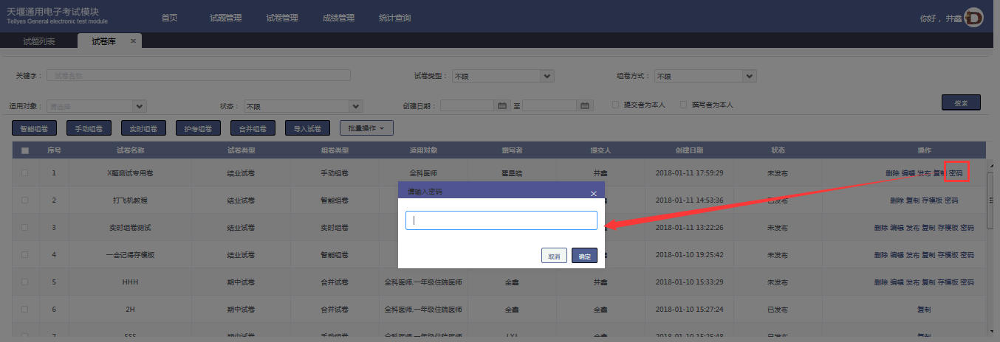 天堰通用电子考试模块
Tellyes General electronic test module
首页 试题管理 试卷管理 成绩管理 统计查询
你好，井鑫
试题列表 试卷库 ×
关键字： 试卷名称 试卷类型： 不限 组卷方式： 不限
适用对象： 请选择 状态： 不限 创建日期： 至 提交者为本人 撰写者为本人 搜索
智能组卷 手动组卷 实时组卷 护考组卷 合并组卷 导入试卷 批量操作
序号 试卷名称 试卷类型 组卷类型 适用对象 撰写者 提交人 创建日期 状态 操作
1 X题测试专用卷 结业试卷 手动组卷 全科医师 井鑫 2018-01-11 17:59:29 未发布 删除 编辑 发布 复制 密码
请输入密码 ×
2 打飞机教程 结业试卷 智能组卷 2018-01-11 14:53:36 已发布 删除 复制 存模板 密码
3 实时组卷测试 结业试卷 实时组卷 2018-01-11 13:22:26 未发布 删除 编辑 发布 复制 存模板 密码
4 一会记得存模板 结业试卷 智能组卷 2018-01-10 19:25:42 未发布 删除 编辑 发布 复制 存模板 密码
取消 确定
5 HHH 期中试卷 合并试卷 全科医师,一年级住院医师 全鑫 井鑫 2018-01-10 15:33:29 未发布 删除 编辑 发布 复制 存模板 密码
6 2H 期中试卷 合并试卷 全科医师,一年级住院医师 全鑫 全鑫 2018-01-10 15:27:24 已发布 复制
7 SSS 期中试卷 手动组卷 全科医师,一年级住院医师 全鑫 2018-01-10 15:25:48 已发布